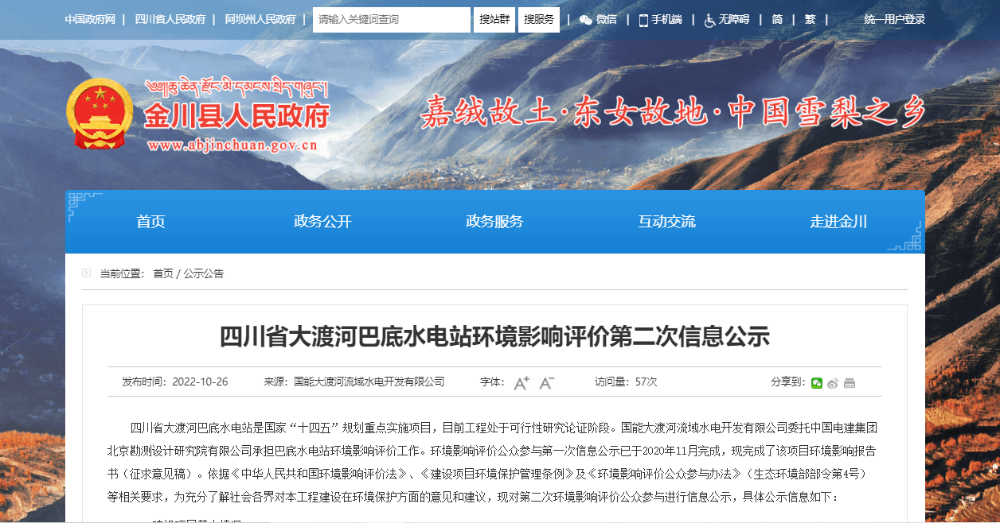 中国政府网 | 四川省人民政府 | 阿坝州人民政府 | 请输入关键词查询 搜站群 搜服务 | 微信 | 手机端 | 无障碍 | 简 | 繁 | 统一用户登录
༄༅།།ཆུ་ཆེན་རྫོང་མི་དམངས་སྲིད་གཞུང་།
金川县人民政府
www.abjinchuan.gov.cn
嘉绒故土·东女故地·中国雪梨之乡
首页 政务公开 政务服务 互动交流 走进金川
当前位置： 首页 / 公示公告
四川省大渡河巴底水电站环境影响评价第二次信息公示
发布时间：2022-10-26 来源：国能大渡河流域水电开发有限公司 字体： A+ A- 访问量：57次 分享到：
四川省大渡河巴底水电站是国家“十四五”规划重点实施项目，目前工程处于可行性研究论证阶段。国能大渡河流域水电开发有限公司委托中国电建集团
北京勘测设计研究院有限公司承担巴底水电站环境影响评价工作。环境影响评价公众参与第一次信息公示已于2020年11月完成，现完成了该项目环境影响报告
书（征求意见稿）。依据《中华人民共和国环境影响评价法》、《建设项目环境保护管理条例》及《环境影响评价公众参与办法》（生态环境部部令第4号）
等相关要求，为充分了解社会各界对本工程建设在环境保护方面的意见和建议，现对第二次环境影响评价公众参与进行信息公示，具体公示信息如下：